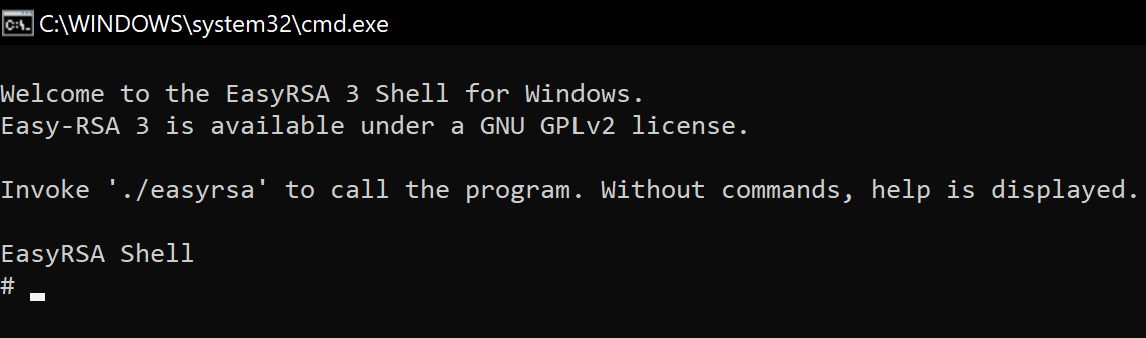 C:\WINDOWS\system32\cmd.exe
Welcome to the EasyRSA 3 Shell for Windows.
Easy-RSA 3 is available under a GNU GPLv2 license.
Invoke './easyrsa' to call the program. Without commands, help is displayed.
EasyRSA Shell
#